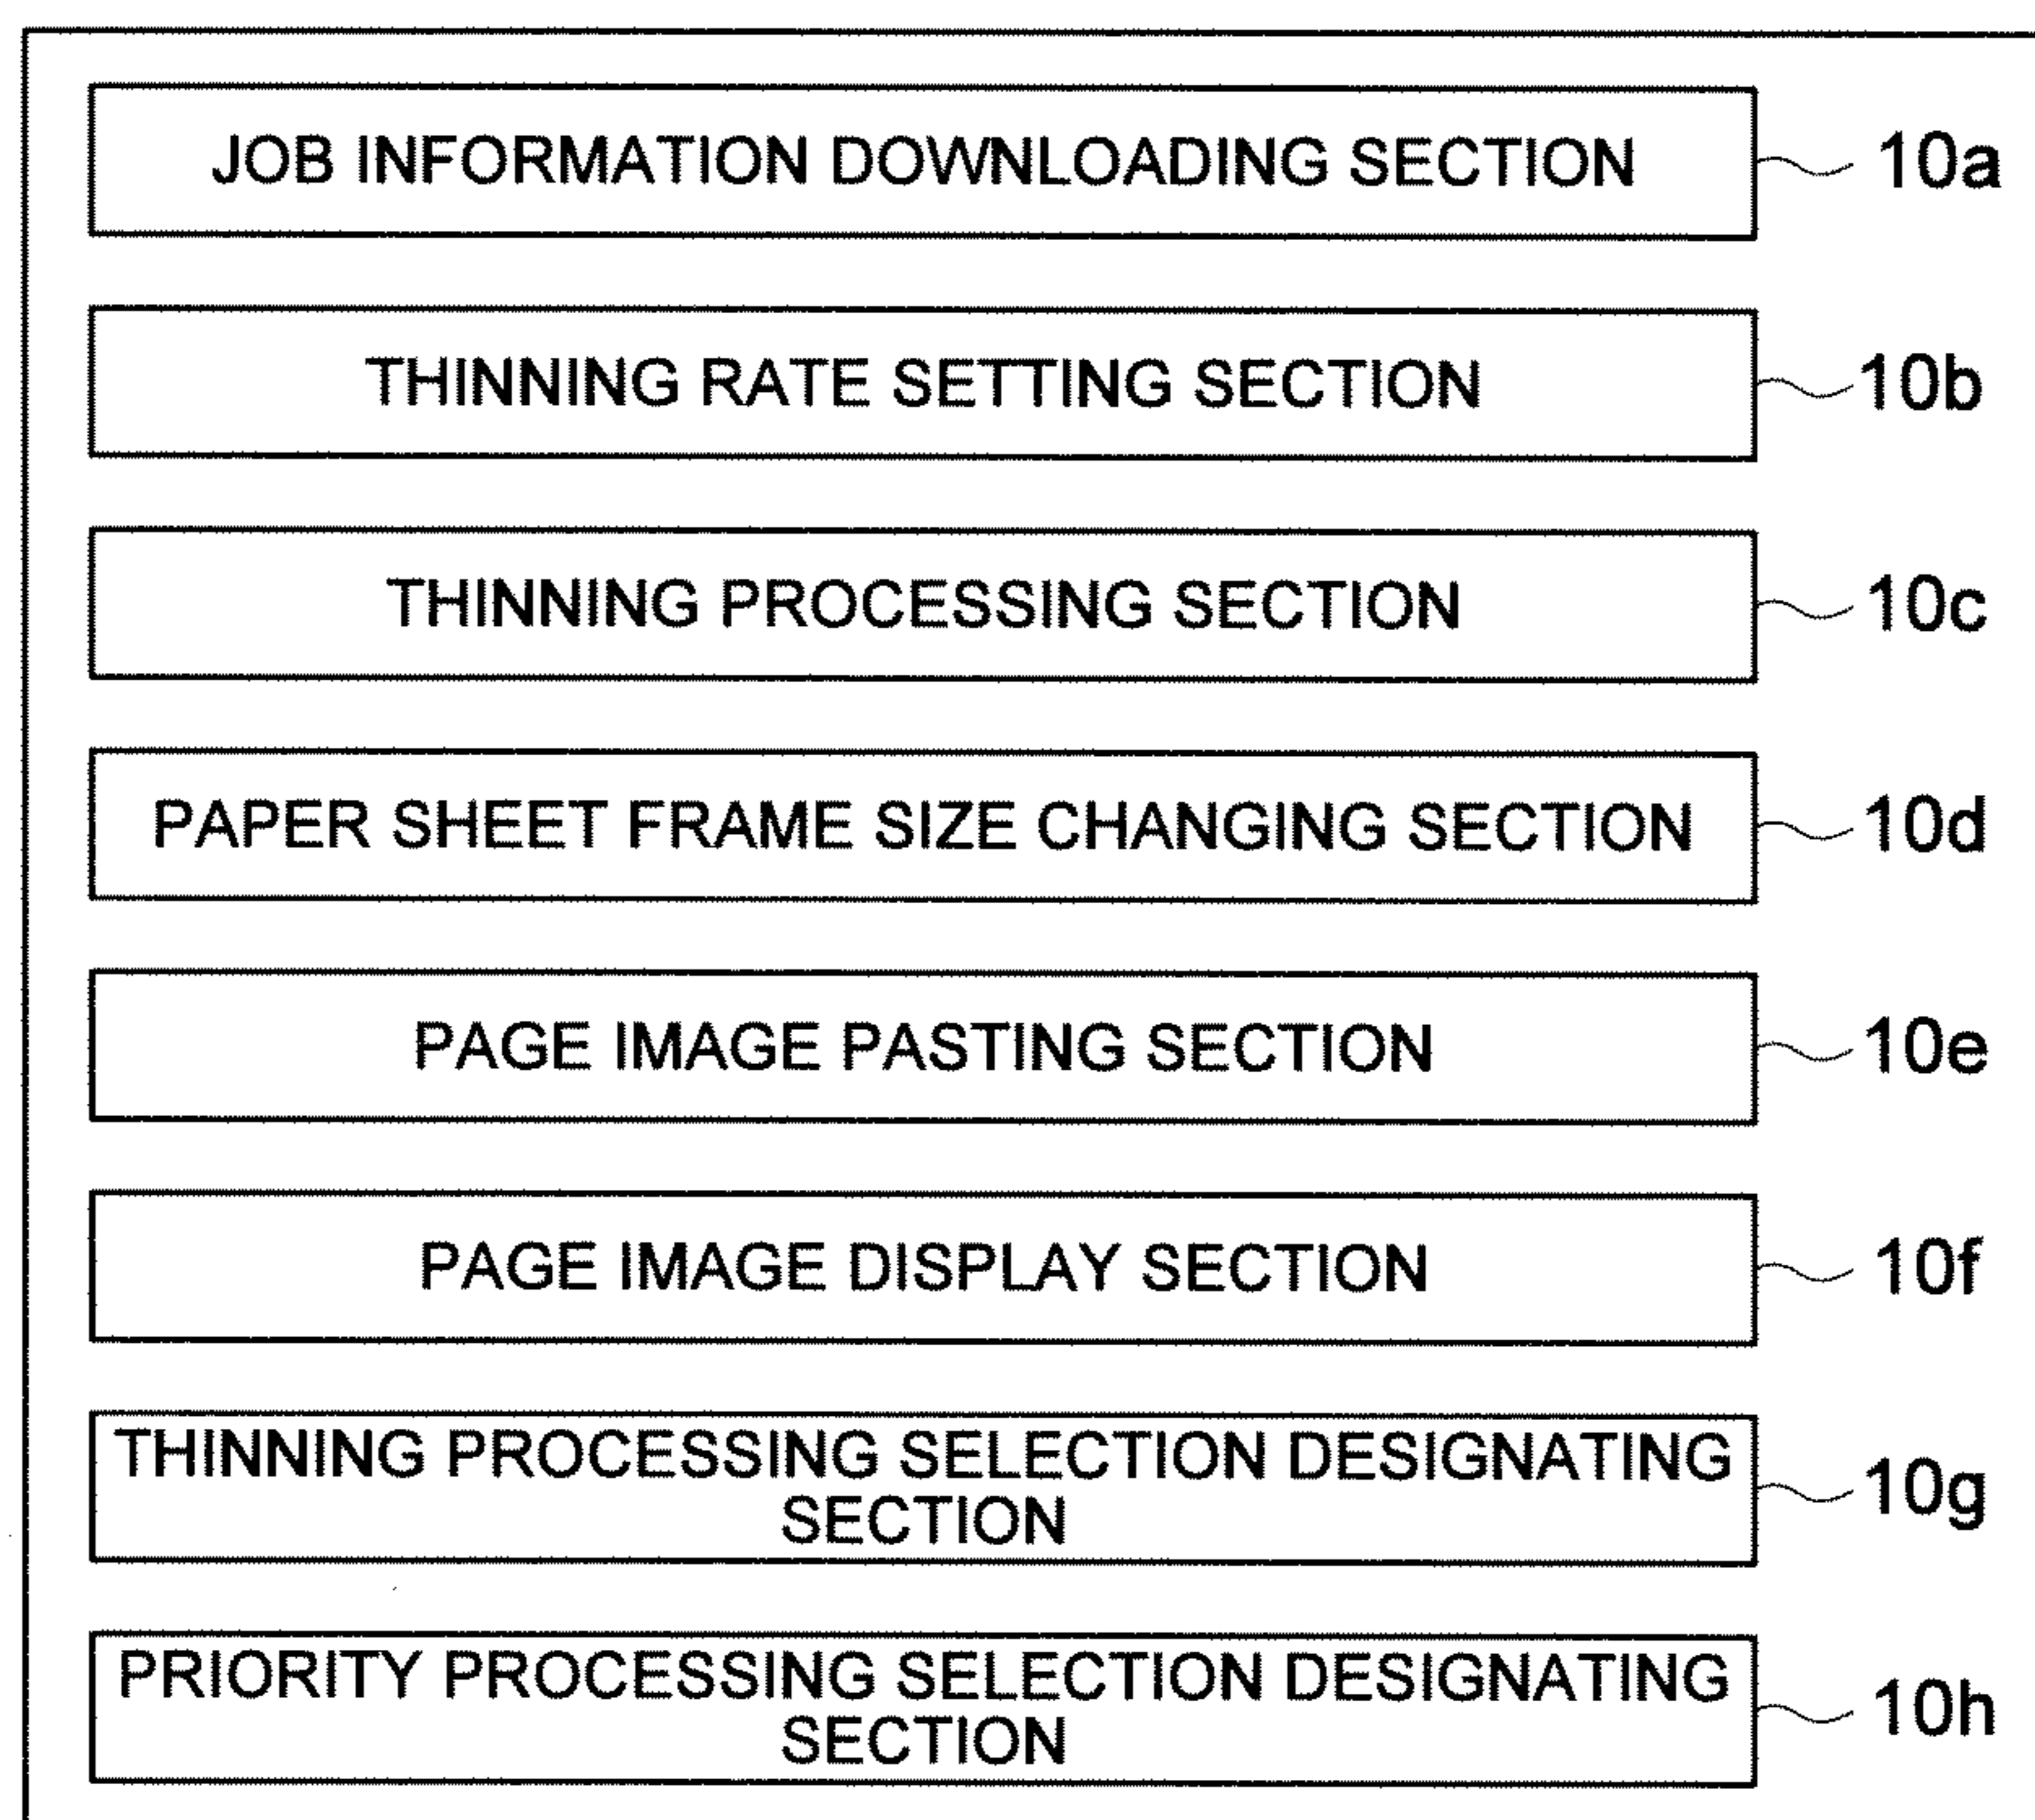 JOB INFORMATION DOWNLOADING SECTION 10a
THINNING RATE SETTING SECTION 10b
THINNING PROCESSING SECTION 10c
PAPER SHEET FRAME SIZE CHANGING SECTION 10d
PAGE IMAGE PASTING SECTION 10e
PAGE IMAGE DISPLAY SECTION 10f
THINNING PROCESSING SELECTION DESIGNATING
SECTION 10g
PRIORITY PROCESSING SELECTION DESIGNATING
SECTION 10h